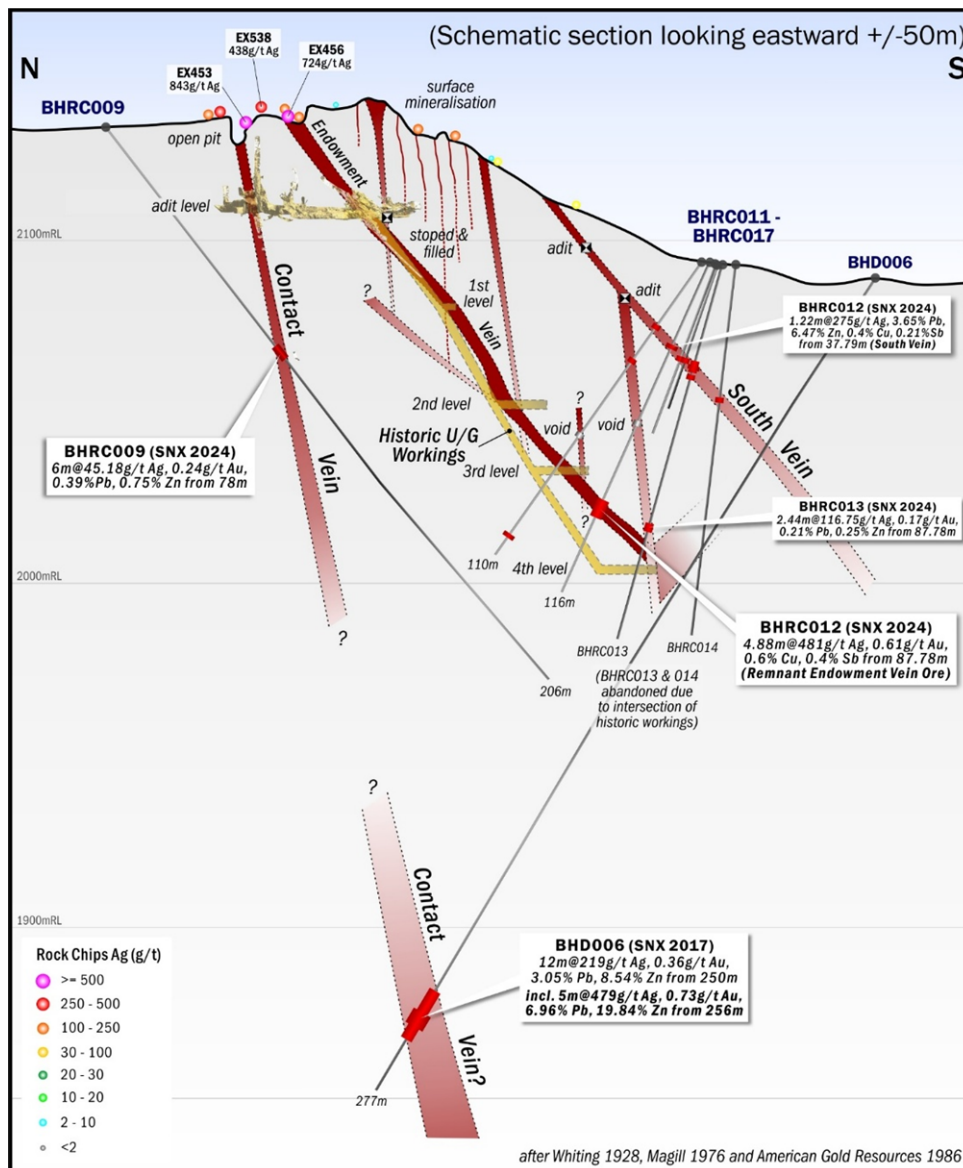 (Schematic section looking eastward +/-50m)
N
S
EX538
438g/t Ag
EX456
724g/t Ag
EX453
843g/t Ag
BHRC009
surface
mineralisation
open pit
Endowment
adit level
BHRC011 -
BHRC017
2100mRL
stoped &
filled
adit
BHD006
Contact
adit
?
1st
level
Vein
BHRC012 (SNX 2024)
1.22m@275g/t Ag, 3.65% Pb,
6.47% Zn, 0.4% Cu, 0.21%Sb
from 37.79m (South Vein)
South
Vein
2nd level
?
void
void
Historic U/G
Workings
BHRC009 (SNX 2024)
6m@45.18g/t Ag, 0.24g/t Au,
0.39%Pb, 0.75% Zn from 78m
Vein
3rd level
BHRC013 (SNX 2024)
2.44m@116.75g/t Ag, 0.17g/t Au,
0.21% Pb, 0.25% Zn from 87.78m
?
?
110m
4th level
2000mRL
116m
?
BHRC013
BHRC014
BHRC012 (SNX 2024)
4.88m@481g/t Ag, 0.61g/t Au,
0.6% Cu, 0.4% Sb from 87.78m
(Remnant Endowment Vein Ore)
206m
(BHRC013 & 014
abandoned due
to intersection of
historic workings)
?
Contact
1900mRL
BHD006 (SNX 2017)
12m@219g/t Ag, 0.36g/t Au,
3.05% Pb, 8.54% Zn from 250m
incl. 5m@479g/t Ag, 0.73g/t Au,
6.96% Pb, 19.84% Zn from 256m
Vein?
277m
Rock Chips Ag (g/t)
>= 500
250 - 500
100 - 250
30 - 100
20 - 30
10 - 20
2 - 10
<2
after Whiting 1928, Magill 1976 and American Gold Resources 1986